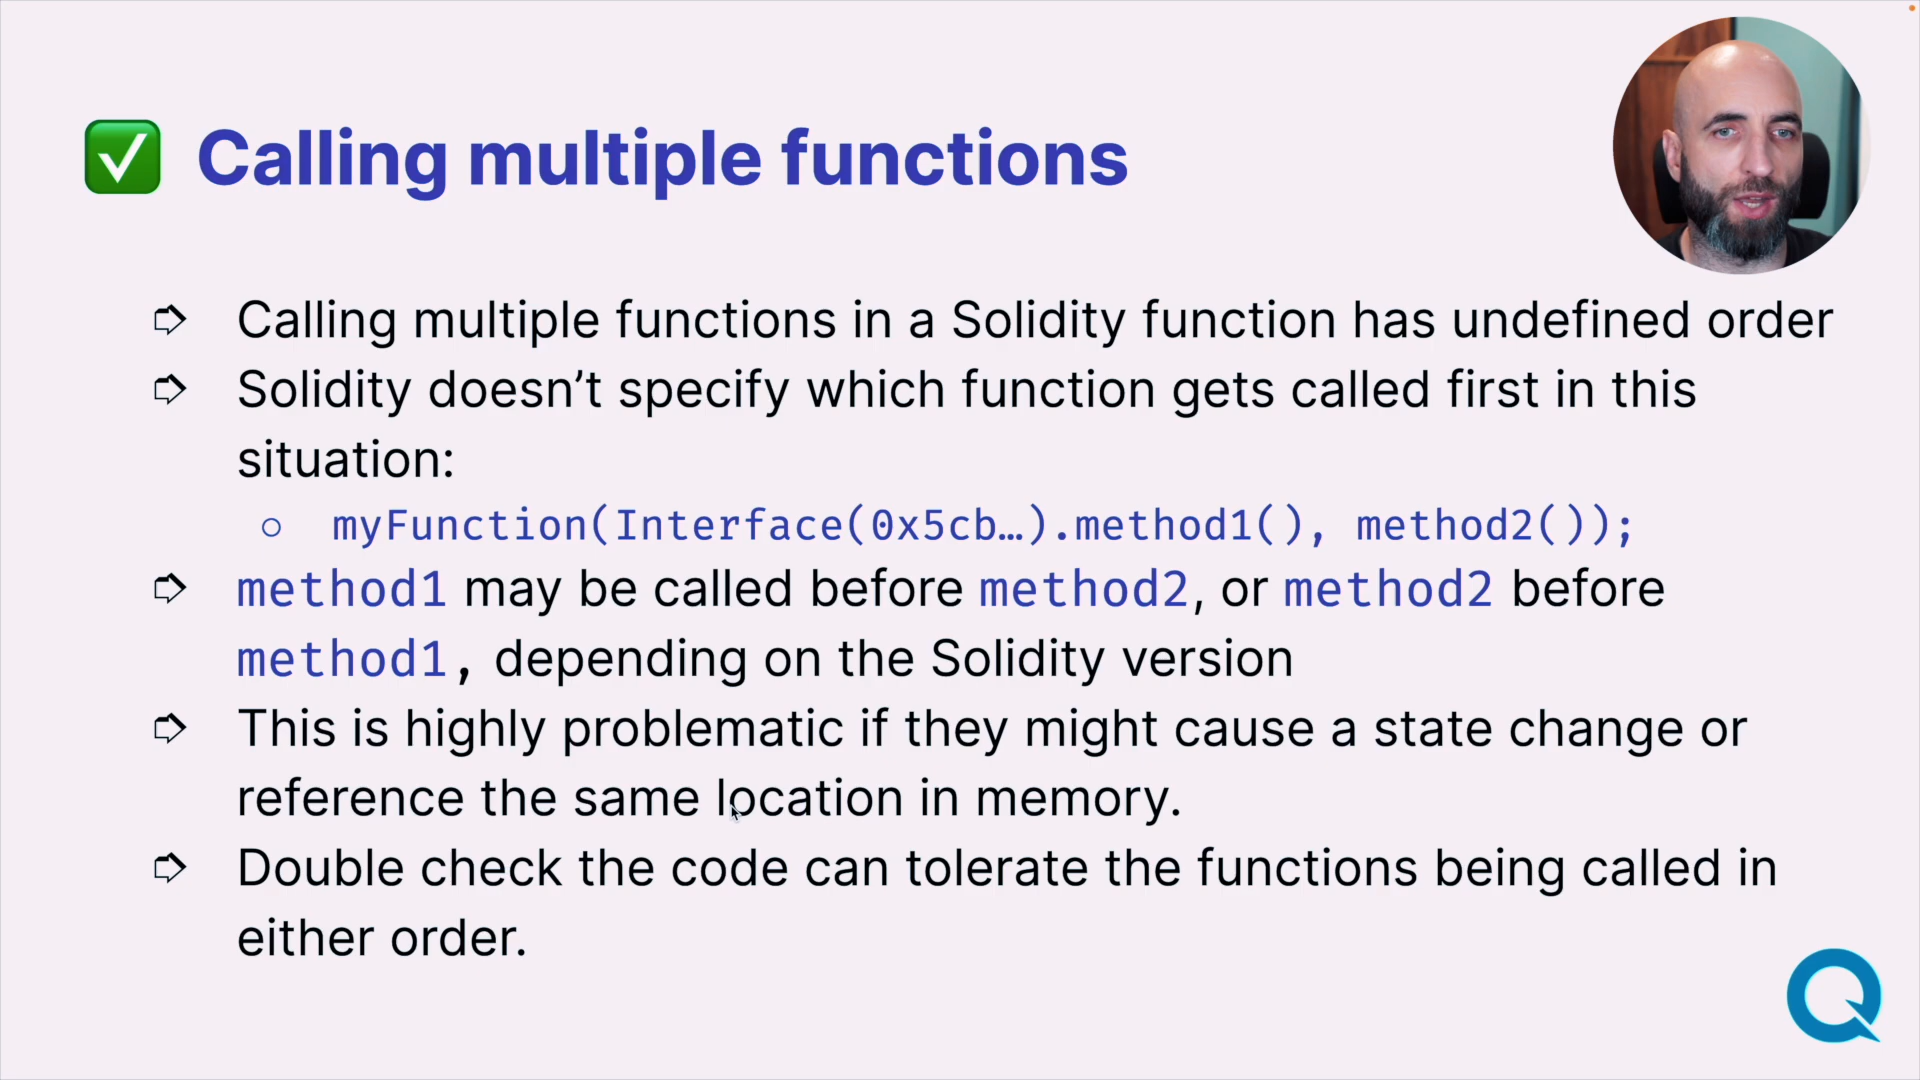 ✅ Calling multiple functions
➩ Calling multiple functions in a Solidity function has undefined order
➩ Solidity doesn’t specify which function gets called first in this
situation:
○ myFunction(Interface(0x5cb…).method1(), method2());
➩ method1 may be called before method2, or method2 before
method1, depending on the Solidity version
➩ This is highly problematic if they might cause a state change or
reference the same location in memory.
➩ Double check the code can tolerate the functions being called in
either order.